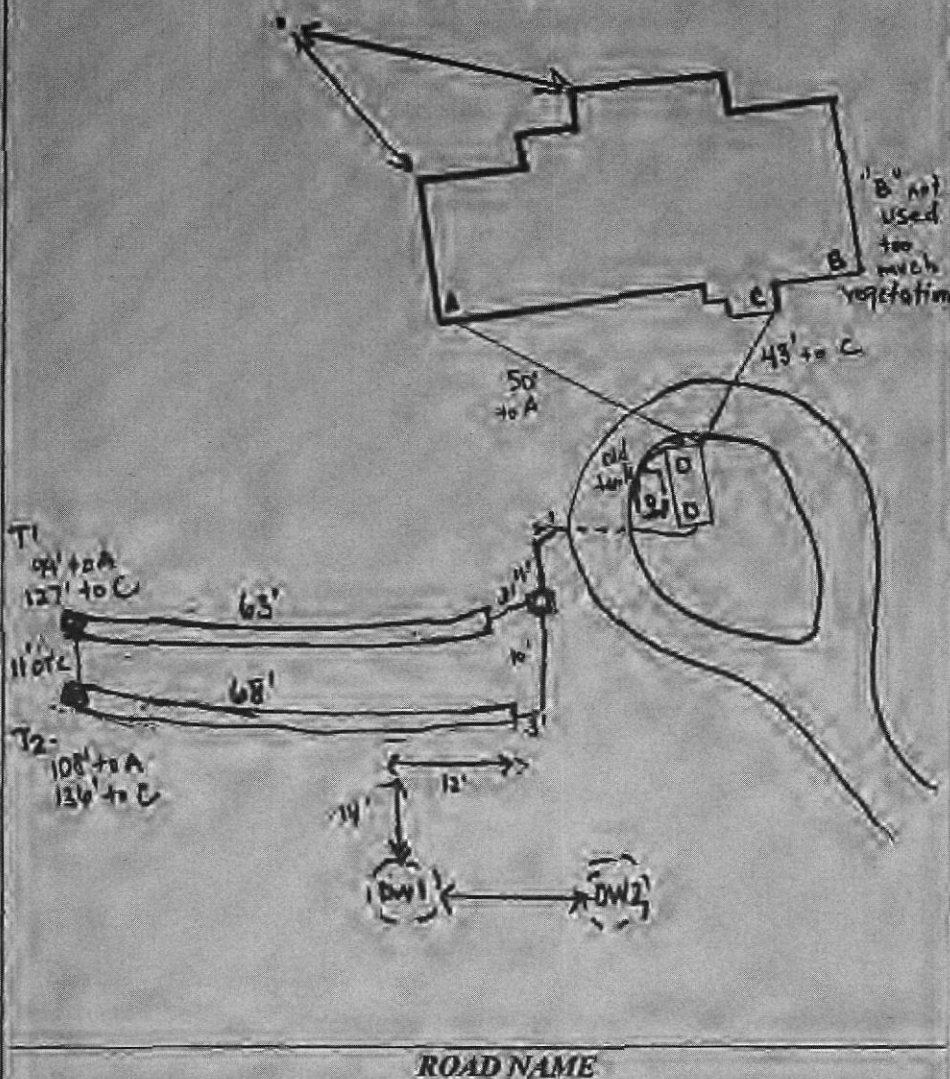 "B" not
used
too
much
vegetation
A
C
B
50'
to A
43' to C
old
tank
T1
94' to A
127' to C
63'
11' OTC
10'
68'
3'
T2-
108' to A
136' to C
12'
14'
DW1
DW2
ROAD NAME